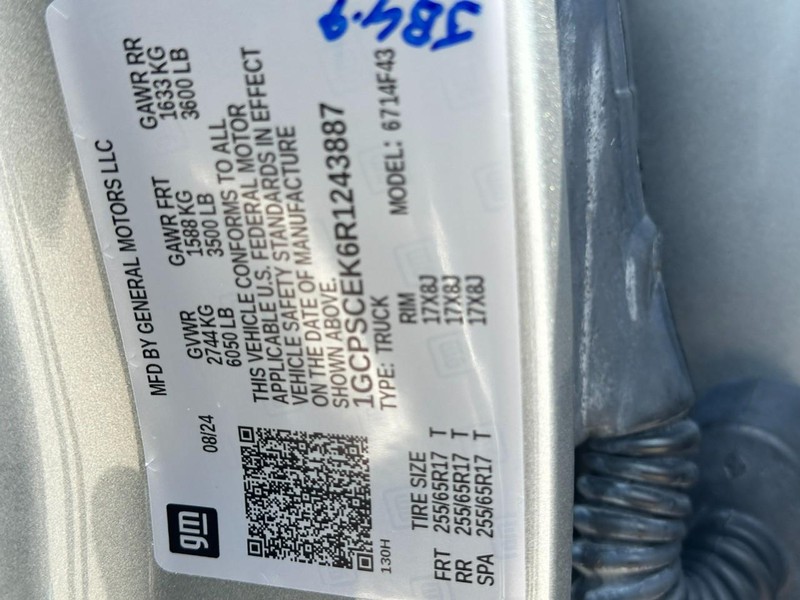 gm
08/24
MFD BY GENERAL MOTORS LLC
GVWR GAWR FRT GAWR RR
2744 KG 1588 KG 1633 KG
6050 LB 3500 LB 3600 LB
THIS VEHICLE CONFORMS TO ALL
APPLICABLE U.S. FEDERAL MOTOR
VEHICLE SAFETY STANDARDS IN EFFECT
ON THE DATE OF MANUFACTURE
SHOWN ABOVE.
1GCPSCEK6R1243887
TYPE: TRUCK MODEL: 6714F43
130H
TIRE SIZE RIM
FRT 255/65R17 T 17X8J
RR 255/65R17 T 17X8J
SPA 255/65R17 T 17X8J